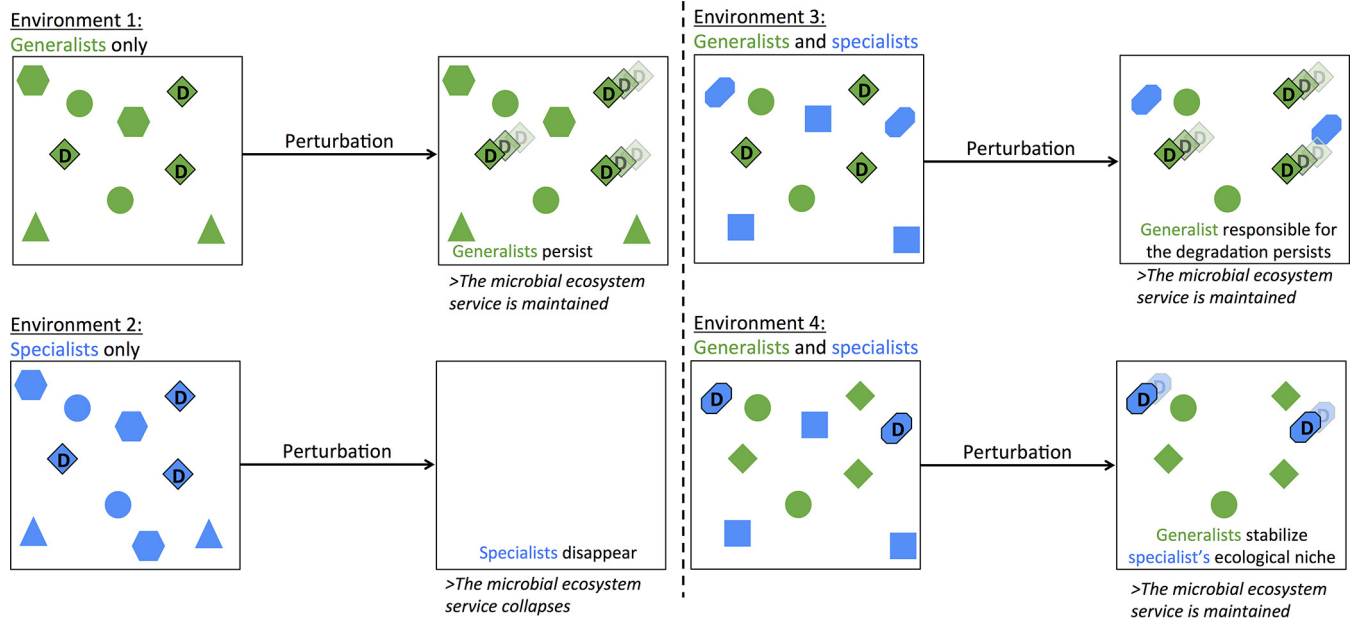 Environment 1:
Generalists only
D
D
D
Perturbation
D D D
D D D
D D D
Generalists persist
>The microbial ecosystem
service is maintained
Environment 2:
Specialists only
D
D
D
Perturbation
Specialists disappear
>The microbial ecosystem
service collapses
Environment 3:
Generalists and specialists
D
D
D
Perturbation
D D D
D D D
D D D
Generalist responsible for
the degradation persists
>The microbial ecosystem
service is maintained
Environment 4:
Generalists and specialists
D
D
Perturbation
D D
D D
Generalists stabilize
specialist's ecological niche
>The microbial ecosystem
service is maintained